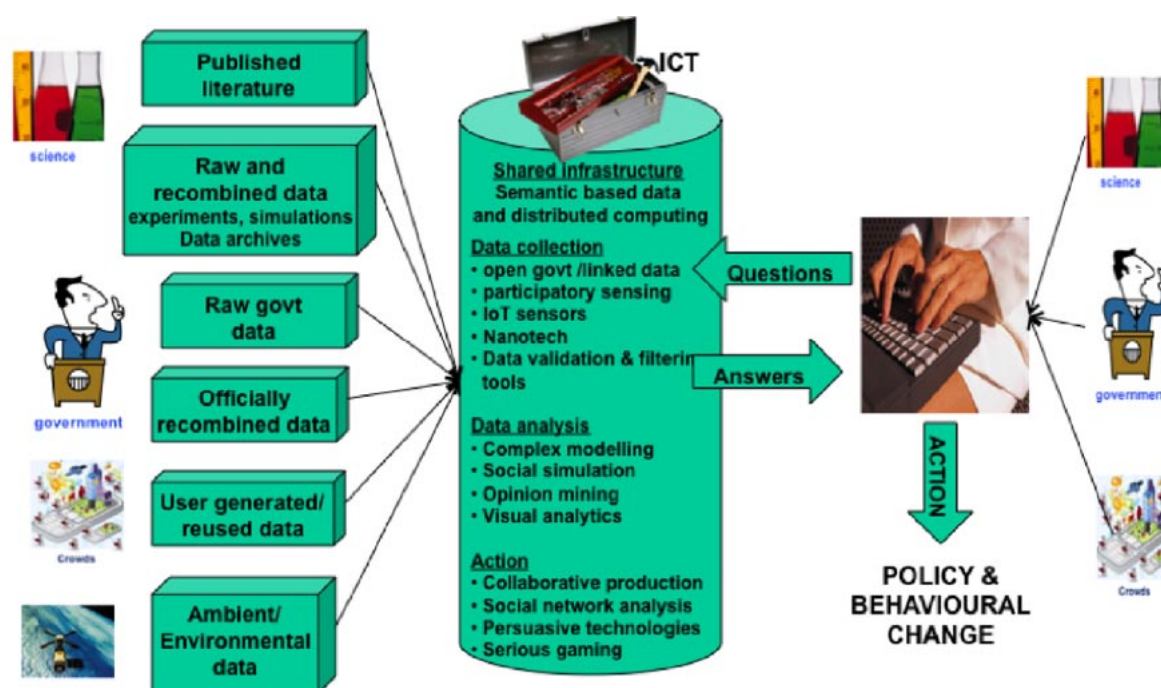 science
Published
literature
Raw and
recombined data
experiments, simulations
Data archives
government
Raw govt
data
Officially
recombined data
Crowds
User generated/
reused data
Ambient/
Environmental
data
ICT
Shared infrastructure
Semantic based data
and distributed computing
Data collection
• open govt /linked data
• participatory sensing
• IoT sensors
• Nanotech
• Data validation & filtering
tools
Data analysis
• Complex modelling
• Social simulation
• Opinion mining
• Visual analytics
Action
• Collaborative production
• Social network analysis
• Persuasive technologies
• Serious gaming
Questions
Answers
ACTION
POLICY &
BEHAVIOURAL
CHANGE
science
government
Crowds